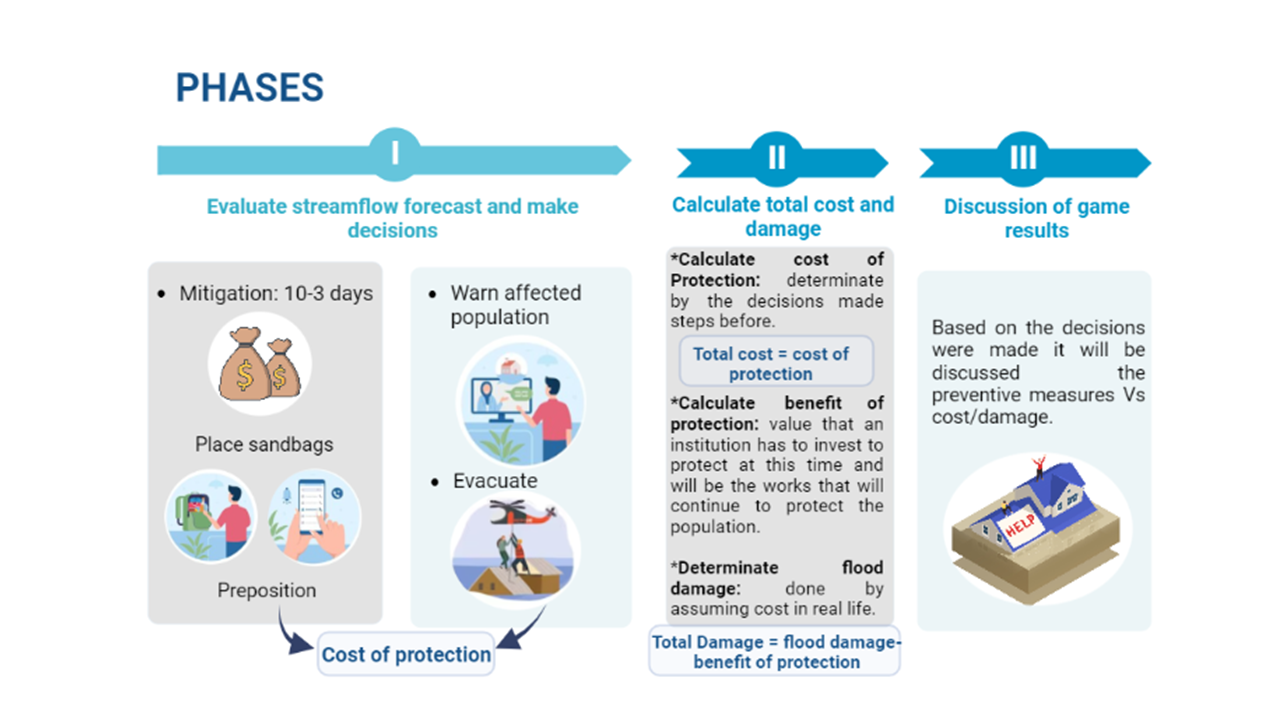 PHASES
I
Evaluate streamflow forecast and make
decisions
• Mitigation: 10-3 days
$ $
Place sandbags
Preposition
• Warn affected
population
• Evacuate
Cost of protection
II
Calculate total cost and
damage
*Calculate cost of
Protection: determinate
by the decisions made
steps before.
Total cost = cost of
protection
*Calculate benefit of
protection: value that an
institution has to invest to
protect at this time and
will be the works that will
continue to protect the
population.
*Determinate flood
damage: done by
assuming cost in real life.
Total Damage = flood damage-
benefit of protection
III
Discussion of game
results
Based on the decisions
were made it will be
discussed the
preventive measures Vs
cost/damage.
HELP